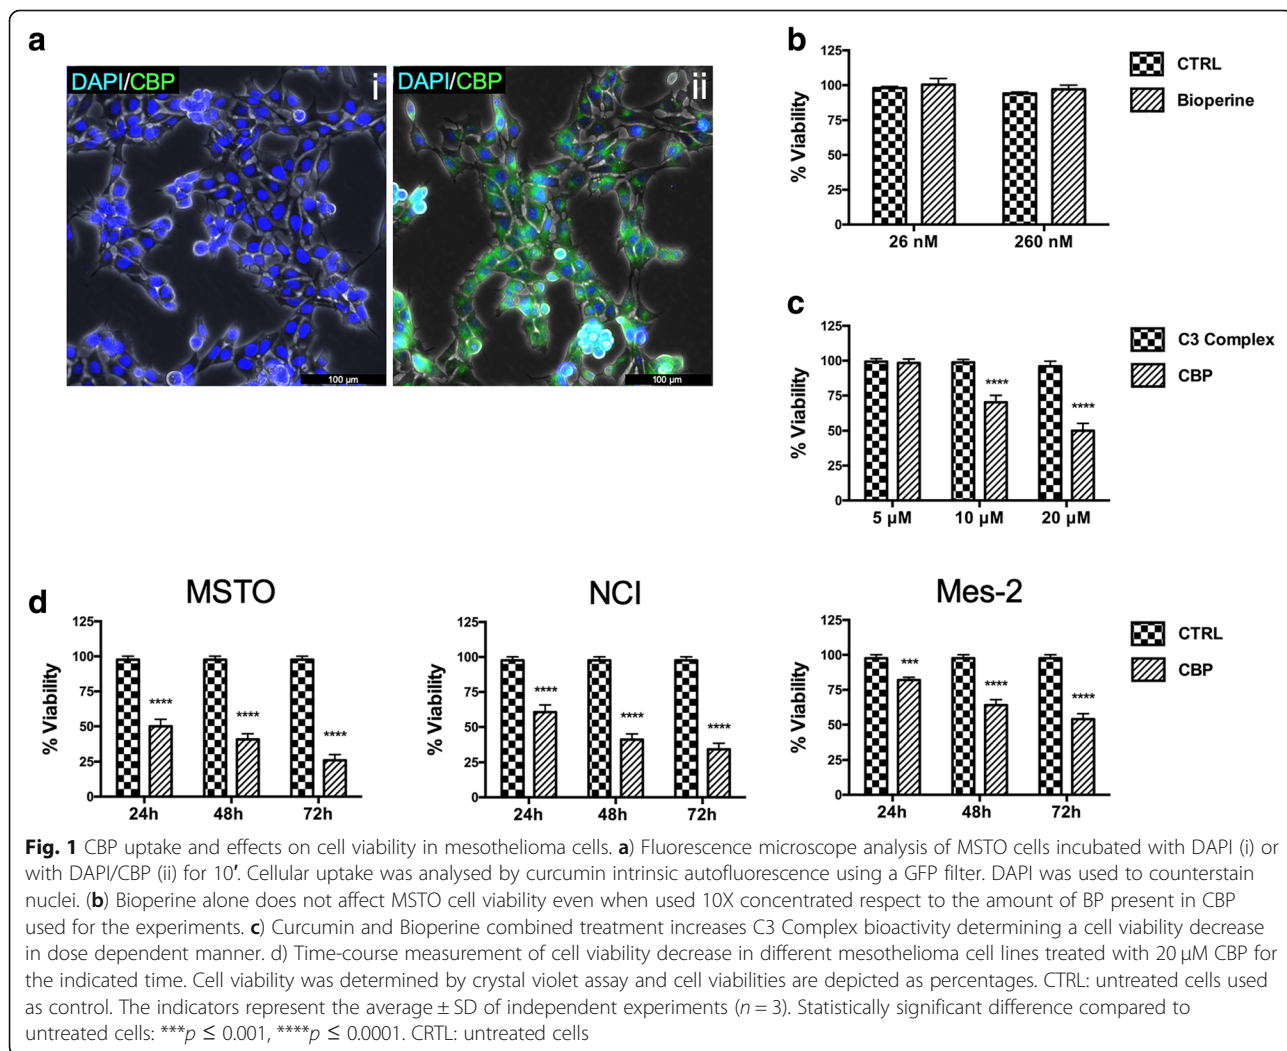 a
DAPI/CBP
i
100 µm
DAPI/CBP
ii
100 µm
b
% Viability
125
100
75
50
25
0
26 nM
260 nM
CTRL
Bioperine
c
% Viability
125
100
75
50
25
0
****
****
5 µM
10 µM
20 µM
C3 Complex
CBP
d
MSTO
% Viability
125
100
75
50
25
0
****
****
****
24h
48h
72h
NCI
% Viability
125
100
75
50
25
0
****
****
****
24h
48h
72h
Mes-2
% Viability
125
100
75
50
25
0
***
****
****
24h
48h
72h
CTRL
CBP
Fig. 1 CBP uptake and effects on cell viability in mesothelioma cells. a) Fluorescence microscope analysis of MSTO cells incubated with DAPI (i) or
with DAPI/CBP (ii) for 10′. Cellular uptake was analysed by curcumin intrinsic autofluorescence using a GFP filter. DAPI was used to counterstain
nuclei. (b) Bioperine alone does not affect MSTO cell viability even when used 10X concentrated respect to the amount of BP present in CBP
used for the experiments. c) Curcumin and Bioperine combined treatment increases C3 Complex bioactivity determining a cell viability decrease
in dose dependent manner. d) Time-course measurement of cell viability decrease in different mesothelioma cell lines treated with 20 µM CBP for
the indicated time. Cell viability was determined by crystal violet assay and cell viabilities are depicted as percentages. CTRL: untreated cells used
as control. The indicators represent the average ± SD of independent experiments (n = 3). Statistically significant difference compared to
untreated cells: ***p ≤ 0.001, ****p ≤ 0.0001. CRTL: untreated cells